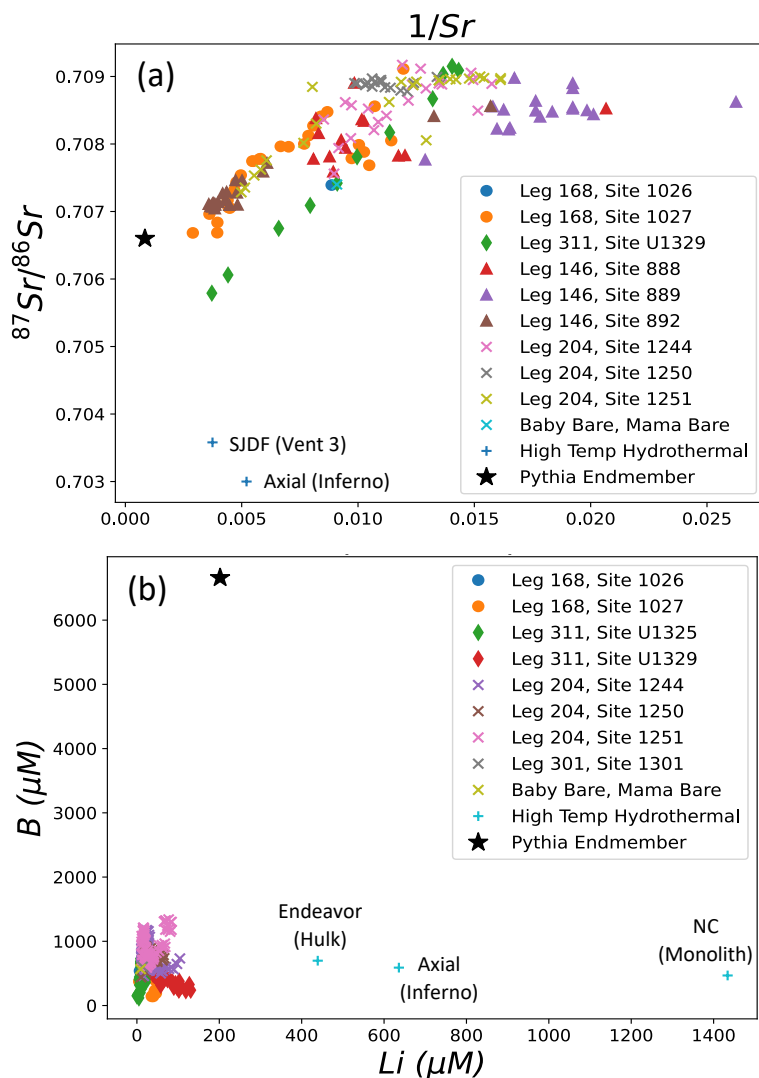 1/Sr
(a)
0.709
0.708
0.707
0.706
0.705
0.704
0.703
87Sr/86Sr
Leg 168, Site 1026
Leg 168, Site 1027
Leg 311, Site U1329
Leg 146, Site 888
Leg 146, Site 889
Leg 146, Site 892
Leg 204, Site 1244
Leg 204, Site 1250
Leg 204, Site 1251
Baby Bare, Mama Bare
High Temp Hydrothermal
Pythia Endmember
SJDF (Vent 3)
Axial (Inferno)
0.000 0.005 0.010 0.015 0.020 0.025
(b)
6000
5000
4000
3000
2000
1000
0
B (μM)
Leg 168, Site 1026
Leg 168, Site 1027
Leg 311, Site U1325
Leg 311, Site U1329
Leg 204, Site 1244
Leg 204, Site 1250
Leg 204, Site 1251
Leg 301, Site 1301
Baby Bare, Mama Bare
High Temp Hydrothermal
Pythia Endmember
Endeavor
(Hulk)
Axial
(Inferno)
NC
(Monolith)
0 200 400 600 800 1000 1200 1400
Li (μM)